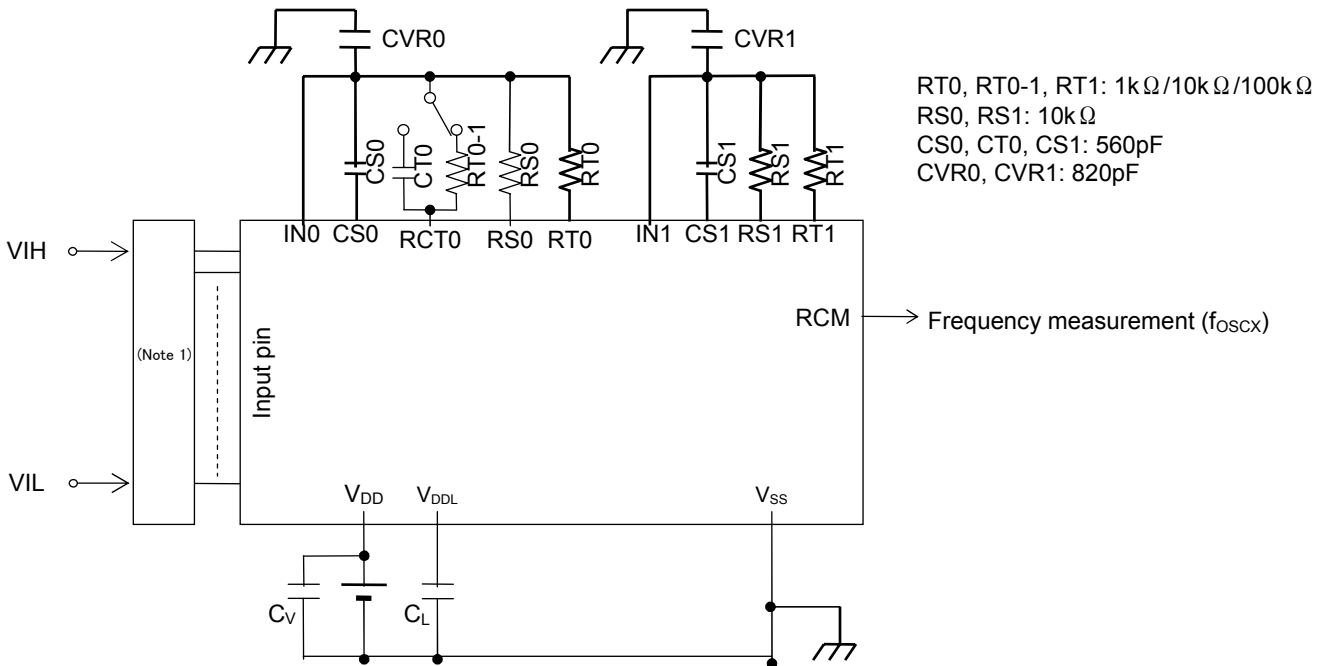 CVR0
CVR1
RT0, RT0-1, RT1: 1kΩ/10kΩ/100kΩ
RS0, RS1: 10kΩ
CS0, CT0, CS1: 560pF
CVR0, CVR1: 820pF
CS0
CT0
RT0-1
RS0
RT0
CS1
RS1
RT1
IN0 CS0 RCT0 RS0 RT0 IN1 CS1 RS1 RT1
VIH
VIL
(Note 1)
Input pin
RCM
Frequency measurement (fOSCX)
VDD
VDDL
VSS
CV
CL